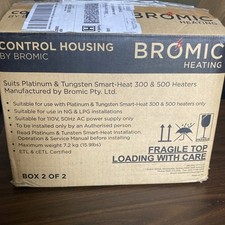 CONTROL HOUSING
BY BROMIC
BROMIC
HEATING
Suits Platinum & Tungsten Smart-Heat 300 & 500 Heaters
Manufactured by Bromic Pty. Ltd.
• Suitable for use with Platinum & Tungsten Smart-Heat 300 & 500 heaters only
• Suitable for use in NG & LPG installations
• Suitable for 110V, 50Hz AC power supply only
• To be installed only by an Authorised person
• Read Platinum & Tungsten Smart-Heat Installation,
Operation & Service Manual before installing
• Maximum weight 7.2 kg (15.95lb)
• ETL & cETL Certified
FRAGILE TOP
LOADING WITH CARE
BOX 2 OF 2